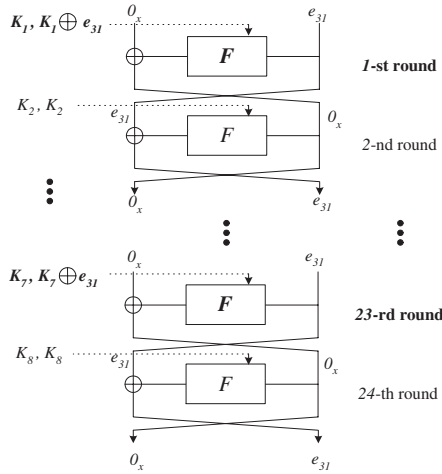 0x e31
K1, K1 ⊕ e31
F
1-st round
K2, K2
e31 0x
F
2-nd round
0x e31
0x e31
K7, K7 ⊕ e31
F
23-rd round
K8, K8
e31 0x
F
24-th round
0x e31